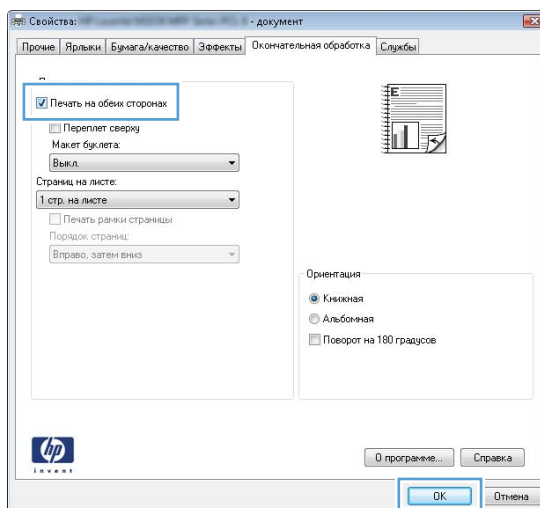 Свойства: - документ
Прочие Ярлыки Бумага/качество Эффекты Окончательная обработка Службы
Печать на обеих сторонах
Переплет сверху
Макет буклета:
Выкл.
Страниц на листе:
1 стр. на листе
Печать рамки страницы
Порядок страниц:
Вправо, затем вниз
E
Ориентация
Книжная
Альбомная
Поворот на 180 градусов
hp
invent
О программе... Справка
OK Отмена